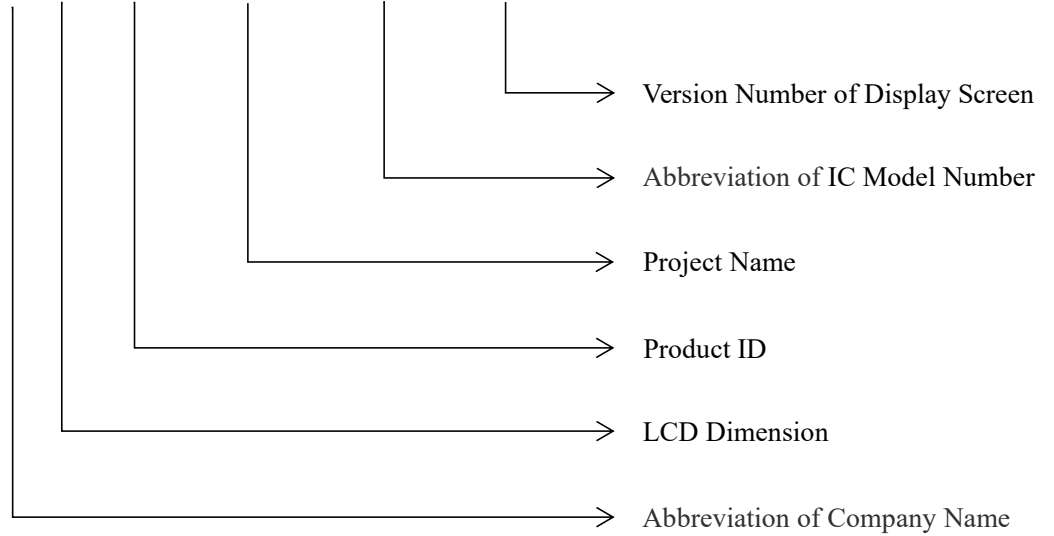 Version Number of Display Screen
Abbreviation of IC Model Number
Project Name
Product ID
LCD Dimension
Abbreviation of Company Name